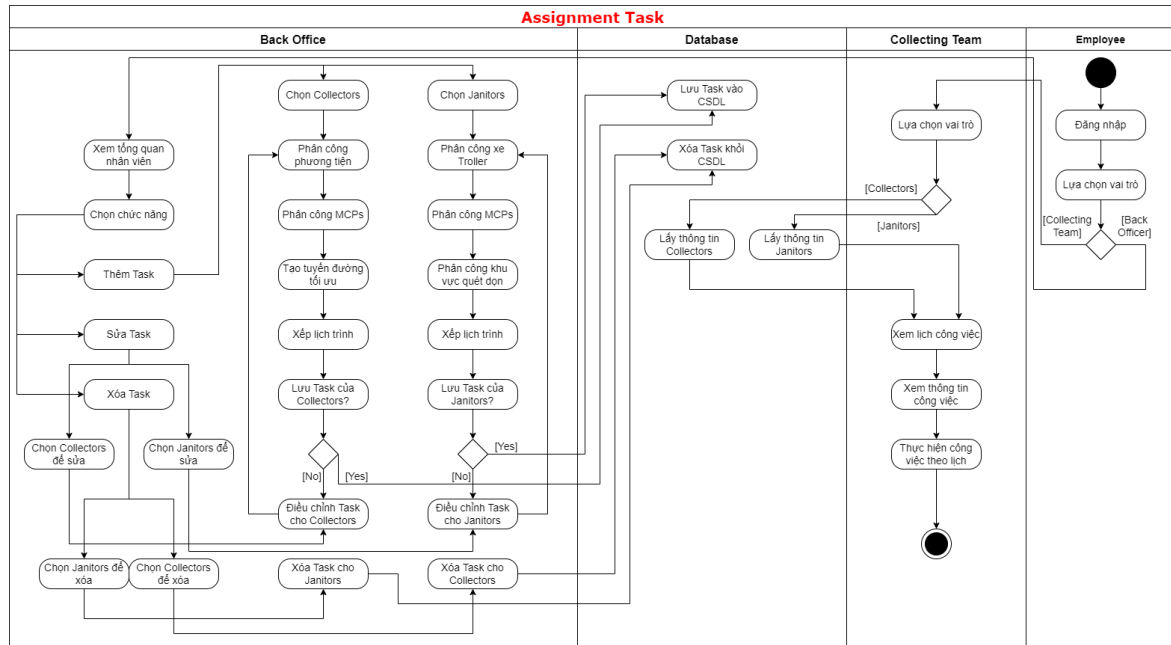 Assignment Task
Back Office
Database
Collecting Team
Employee
Chọn Collectors
Chọn Janitors
Lưu Task vào
CSDL
Lựa chọn vai trò
Đăng nhập
Xem tổng quan
nhân viên
Phân công
phương tiện
Phân công xe
Troller
Xóa Task khỏi
CSDL
Lựa chọn vai trò
[Collectors]
[Janitors]
[Collecting
Team]
[Back
Officer]
Chọn chức năng
Phân công MCPs
Phân công MCPs
Lấy thông tin
Collectors
Lấy thông tin
Janitors
Thêm Task
Tạo tuyến đường
tối ưu
Phân công khu
vực quét dọn
Sửa Task
Xếp lịch trình
Xếp lịch trình
Xem lịch công việc
Xóa Task
Lưu Task của
Collectors?
Lưu Task của
Janitors?
Xem thông tin
công việc
Chọn Collectors
để sửa
Chọn Janitors để
sửa
[No]
[Yes]
[No]
[Yes]
Thực hiện công
việc theo lịch
Điều chỉnh Task
cho Collectors
Điều chỉnh Task
cho Janitors
Chọn Janitors để
xóa
Chọn Collectors
để xóa
Xóa Task cho
Janitors
Xóa Task cho
Collectors